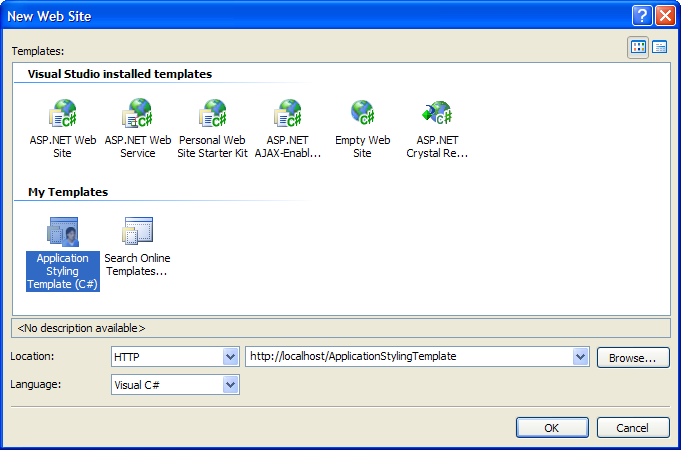 New Web Site
Templates:
Visual Studio installed templates
ASP.NET Web Site
ASP.NET Web Service
Personal Web Site Starter Kit
ASP.NET AJAX-Enabl...
Empty Web Site
ASP.NET Crystal Re...
My Templates
Application Styling Template (C#)
Search Online Templates...
<No description available>
Location:
HTTP
http://localhost/ApplicationStylingTemplate
Browse...
Language:
Visual C#
OK
Cancel